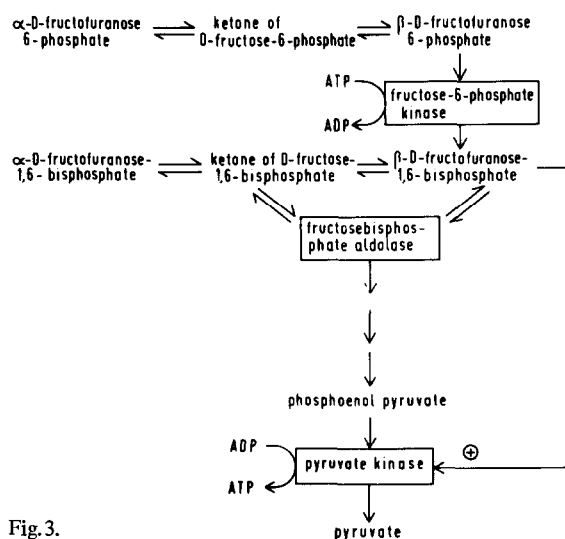 α-D-fructofuranose
6-phosphate
ketone of
D-fructose-6-phosphate
β-D-fructofuranose
6-phosphate
ATP
ADP
fructose-6-phosphate
kinase
α-D-fructofuranose-
1,6-bisphosphate
ketone of D-fructose-
1,6-bisphosphate
β-D-fructofuranose-
1,6-bisphosphate
fructosebisphos-
phate aldolase
phosphoenol pyruvate
ADP
ATP
pyruvate kinase
⊕
pyruvate
Fig.3.